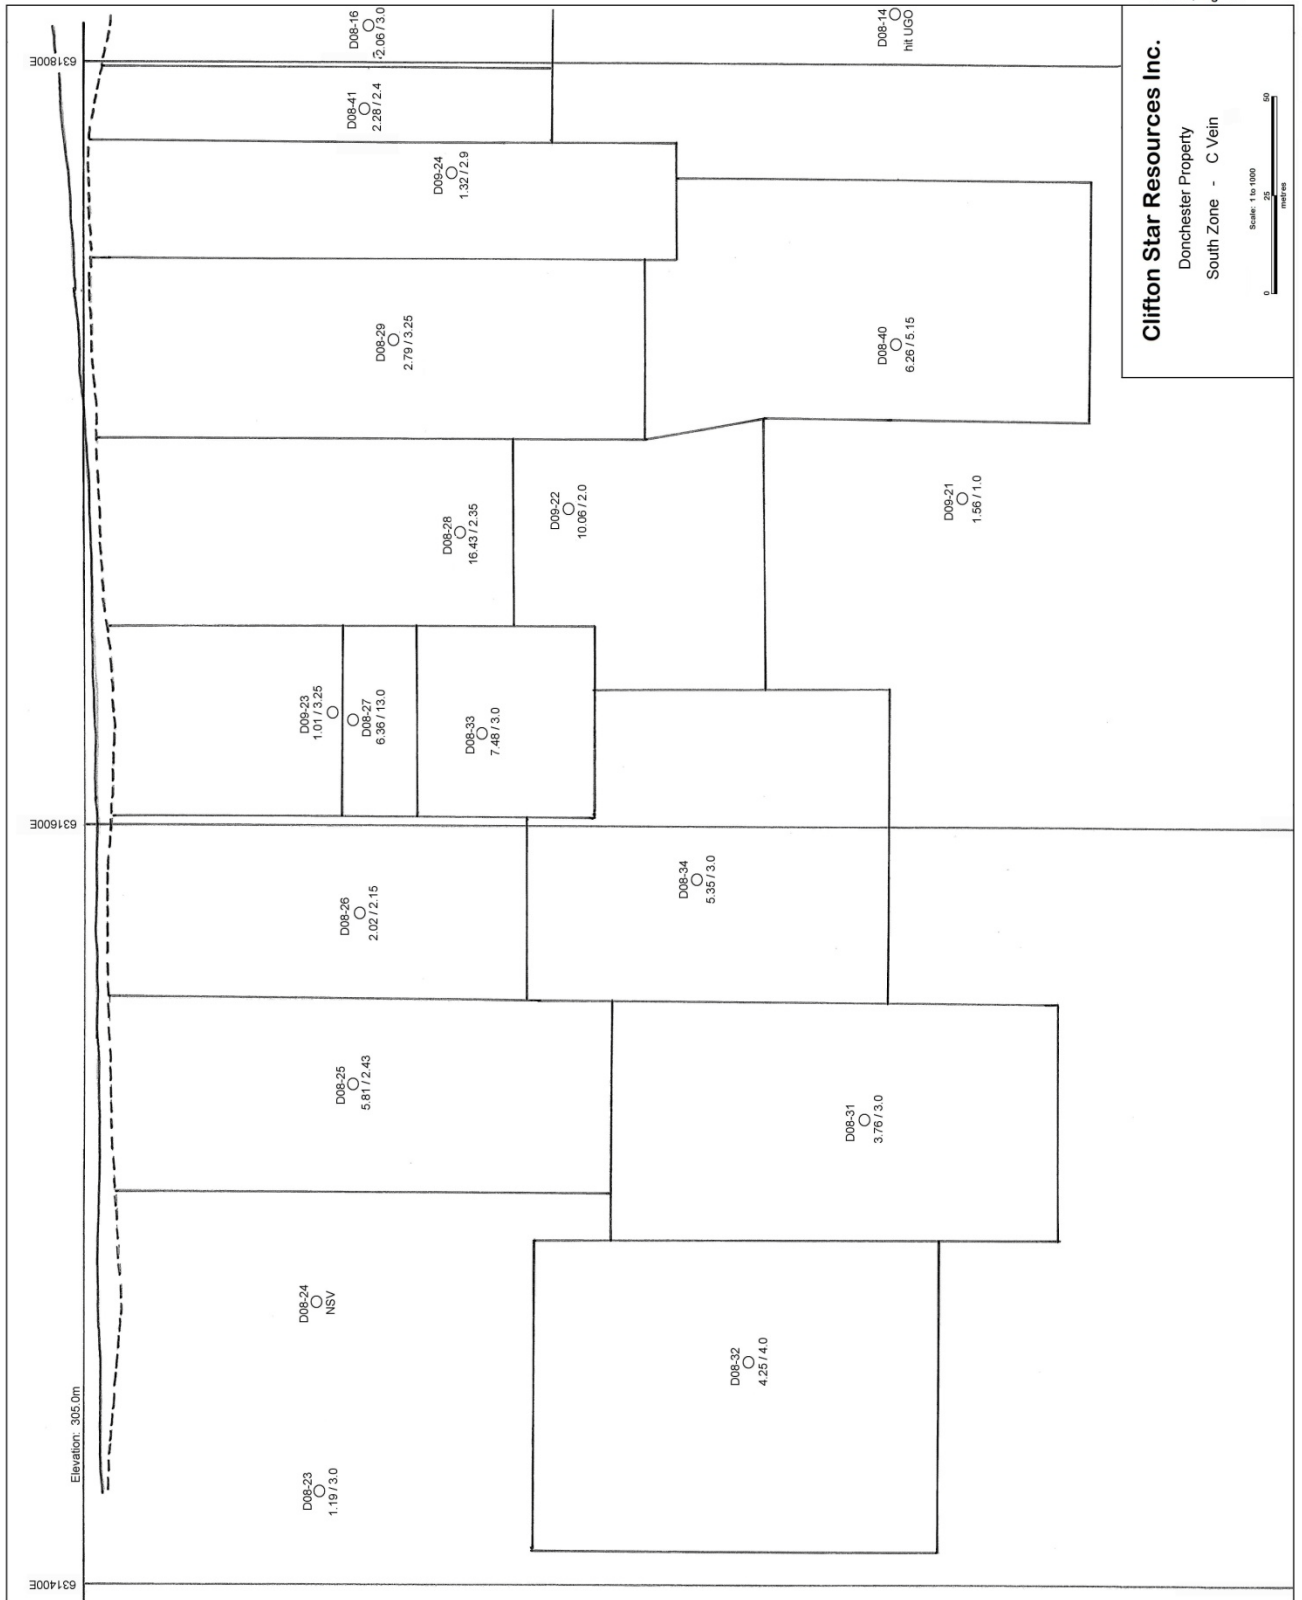 Elevation: 305.0m
631400E
631600E
631800E
D08-23
1.19 / 3.0
D08-24
NSV
D08-25
5.81 / 2.43
D08-26
2.02 / 2.15
D09-23
1.01 / 3.25
D08-27
6.36 / 13.0
D08-33
7.48 / 3.0
D08-28
16.43 / 2.35
D09-22
10.06 / 2.0
D08-29
2.79 / 3.25
D09-24
1.32 / 2.9
D08-41
2.28 / 2.4
D08-16
2.06 / 3.0
D08-32
4.25 / 4.0
D08-31
3.76 / 3.0
D08-34
5.35 / 3.0
D09-21
1.56 / 1.0
D08-40
6.26 / 5.15
D08-14
hit UGO
Clifton Star Resources Inc.
Donchester Property
South Zone - C Vein
Scale: 1 to 1000
0 25 50
metres